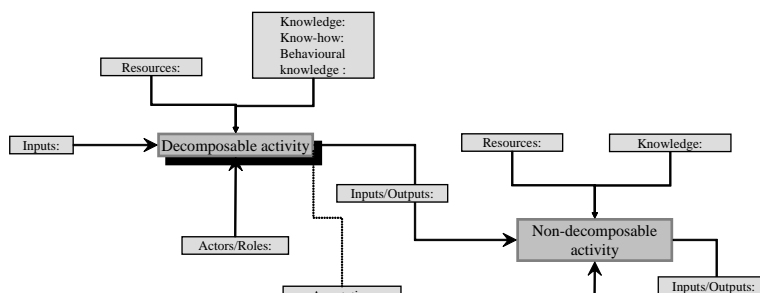 Knowledge:
Know-how:
Behavioural
knowledge :
Resources:
Inputs:
Decomposable activity
Resources:
Knowledge:
Inputs/Outputs:
Actors/Roles:
Non-decomposable
activity
Inputs/Outputs: